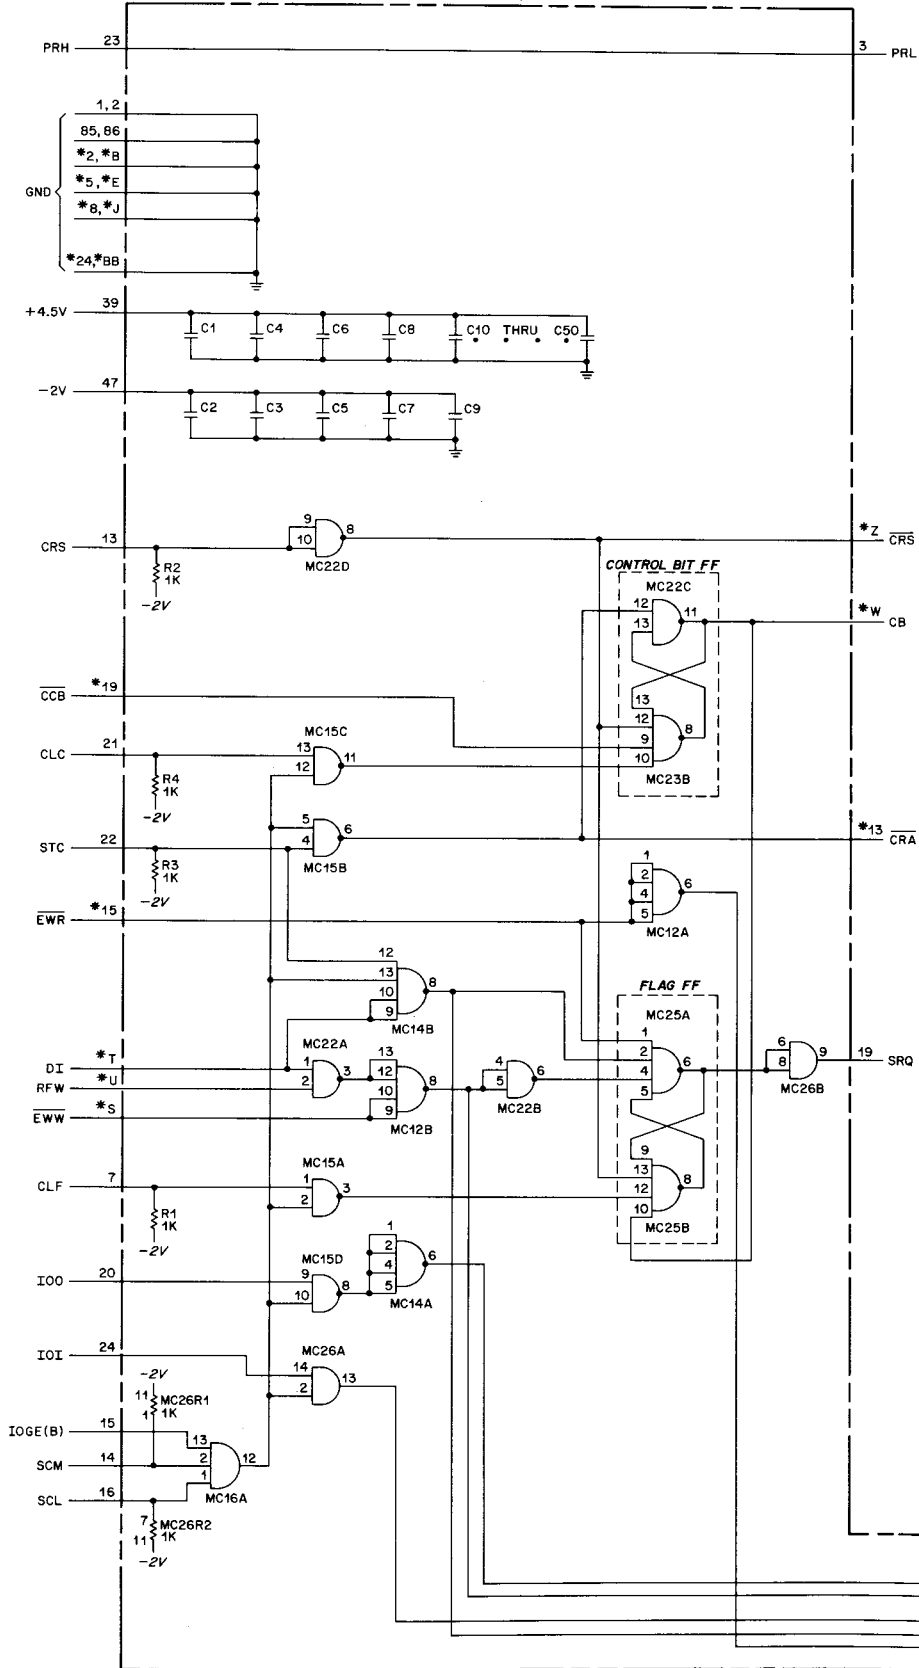 PRH 23
3 PRL
1, 2
85, 86
*2, *B
*5, *E
GND
*8, *J
*24, *BB
+4.5V 39
C1 C4 C6 C8 C10 THRU C50
-2V 47
C2 C3 C5 C7 C9
CRS 13
9
10
8
MC22D
R2
1K
-2V
*Z CRS
CONTROL BIT FF
MC22C
12
13
11
*W CB
CCB *19
13
12
9
10
8
MC23B
CLC 21
MC15C
13
12
11
R4
1K
-2V
STC 22
5
4
6
MC15B
*13 CRA
R3
1K
-2V
EWR *15
1
2
4
5
6
MC12A
12
13
10
9
8
MC14B
FLAG FF
MC25A
1
2
4
5
6
DI *T
RFW *U
EWW *S
MC22A
1
2
3
13
12
10
9
8
MC12B
4
5
6
MC22B
6
8
9
MC26B
19 SRQ
CLF 7
MC15A
1
2
3
9
13
12
10
8
MC25B
R1
1K
-2V
IOO 20
MC15D
9
10
8
1
2
4
5
6
MC14A
IOI 24
MC26A
14
2
13
-2V
11
1
MC26R1
1K
IOGE(B) 15
SCM 14
SCL 16
13
2
1
12
MC16A
7
11
MC26R2
1K
-2V